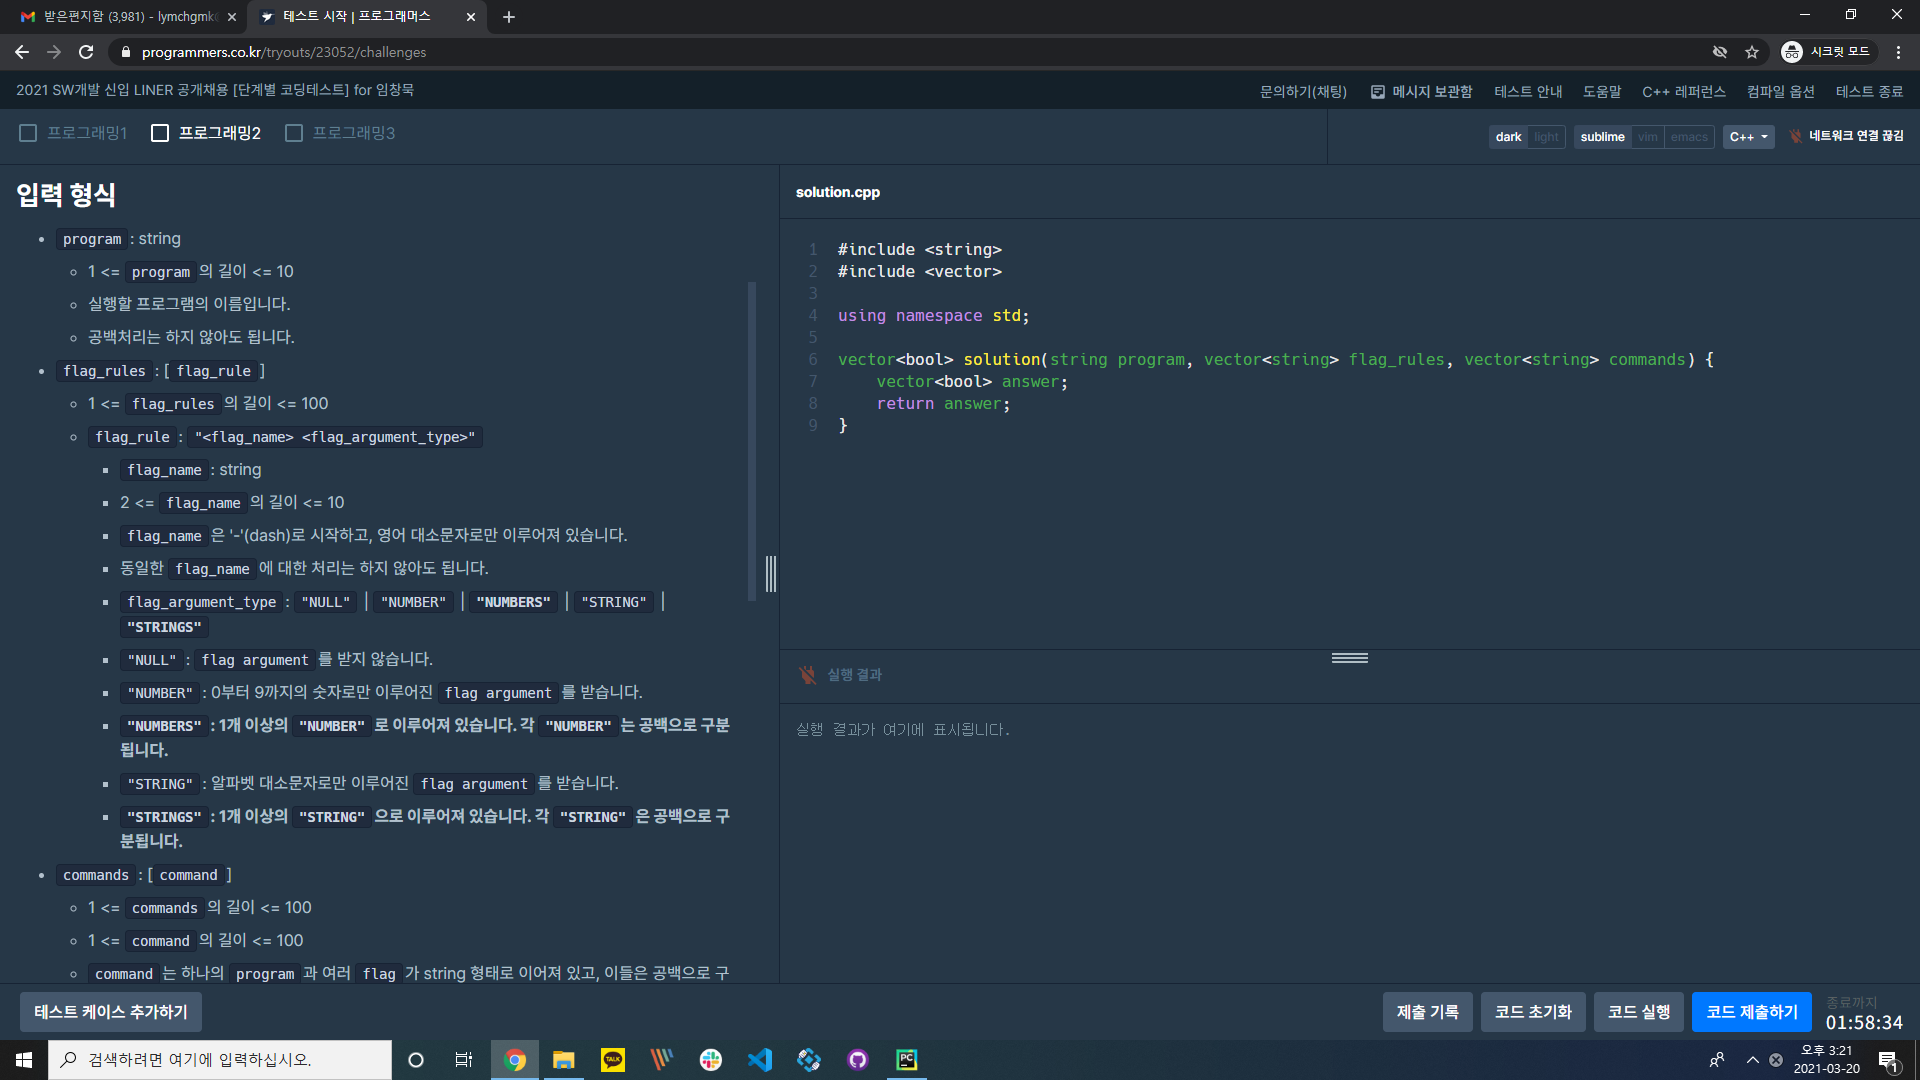 받은편지함 (3,981) - lymchgmk
테스트 시작 | 프로그래머스
programmers.co.kr/tryouts/23052/challenges
시크릿 모드
2021 SW개발 신입 LINER 공개채용 [단계별 코딩테스트] for 임창묵
문의하기(채팅) 메시지 보관함 테스트 안내 도움말 C++ 레퍼런스 컴파일 옵션 테스트 종료
프로그래밍1 프로그래밍2 프로그래밍3
dark light sublime vim emacs C++ 네트워크 연결 끊김
입력 형식
program : string
1 <= program 의 길이 <= 10
실행할 프로그램의 이름입니다.
공백처리는 하지 않아도 됩니다.
flag_rules : [ flag_rule ]
1 <= flag_rules 의 길이 <= 100
flag_rule : "<flag_name> <flag_argument_type>"
flag_name : string
2 <= flag_name 의 길이 <= 10
flag_name 은 '-'(dash)로 시작하고, 영어 대소문자로만 이루어져 있습니다.
동일한 flag_name 에 대한 처리는 하지 않아도 됩니다.
flag_argument_type : "NULL" | "NUMBER" | "NUMBERS" | "STRING" |
"STRINGS"
"NULL" : flag argument 를 받지 않습니다.
"NUMBER" : 0부터 9까지의 숫자로만 이루어진 flag argument 를 받습니다.
"NUMBERS" : 1개 이상의 "NUMBER" 로 이루어져 있습니다. 각 "NUMBER" 는 공백으로 구분
됩니다.
"STRING" : 알파벳 대소문자로만 이루어진 flag argument 를 받습니다.
"STRINGS" : 1개 이상의 "STRING" 으로 이루어져 있습니다. 각 "STRING" 은 공백으로 구
분됩니다.
commands : [ command ]
1 <= commands 의 길이 <= 100
1 <= command 의 길이 <= 100
command 는 하나의 program 과 여러 flag 가 string 형태로 이어져 있고, 이들은 공백으로 구
solution.cpp
1 #include <string>
2 #include <vector>
3
4 using namespace std;
5
6 vector<bool> solution(string program, vector<string> flag_rules, vector<string> commands) {
7 vector<bool> answer;
8 return answer;
9 }
실행 결과
실행 결과가 여기에 표시됩니다.
테스트 케이스 추가하기
제출 기록 코드 초기화 코드 실행 코드 제출하기
종료까지
01:58:34
검색하려면 여기에 입력하십시오.
TALK
PC
오후 3:21
2021-03-20
1